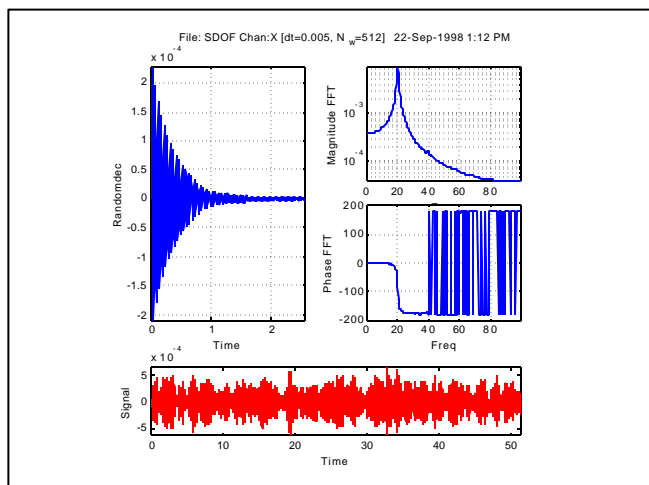 File: SDOF Chan:X [dt=0.005, N w=512] 22-Sep-1998 1:12 PM
x 10 -4
2
1.5
1
0.5
0
-0.5
-1
-1.5
-2
Randomdec
0 1 2
Time
10 -3
10 -4
Magnitude FFT
0 20 40 60 80
200
100
0
-100
-200
Phase FFT
0 20 40 60 80
Freq
x 10 -4
5
0
-5
Signal
0 10 20 30 40 50
Time